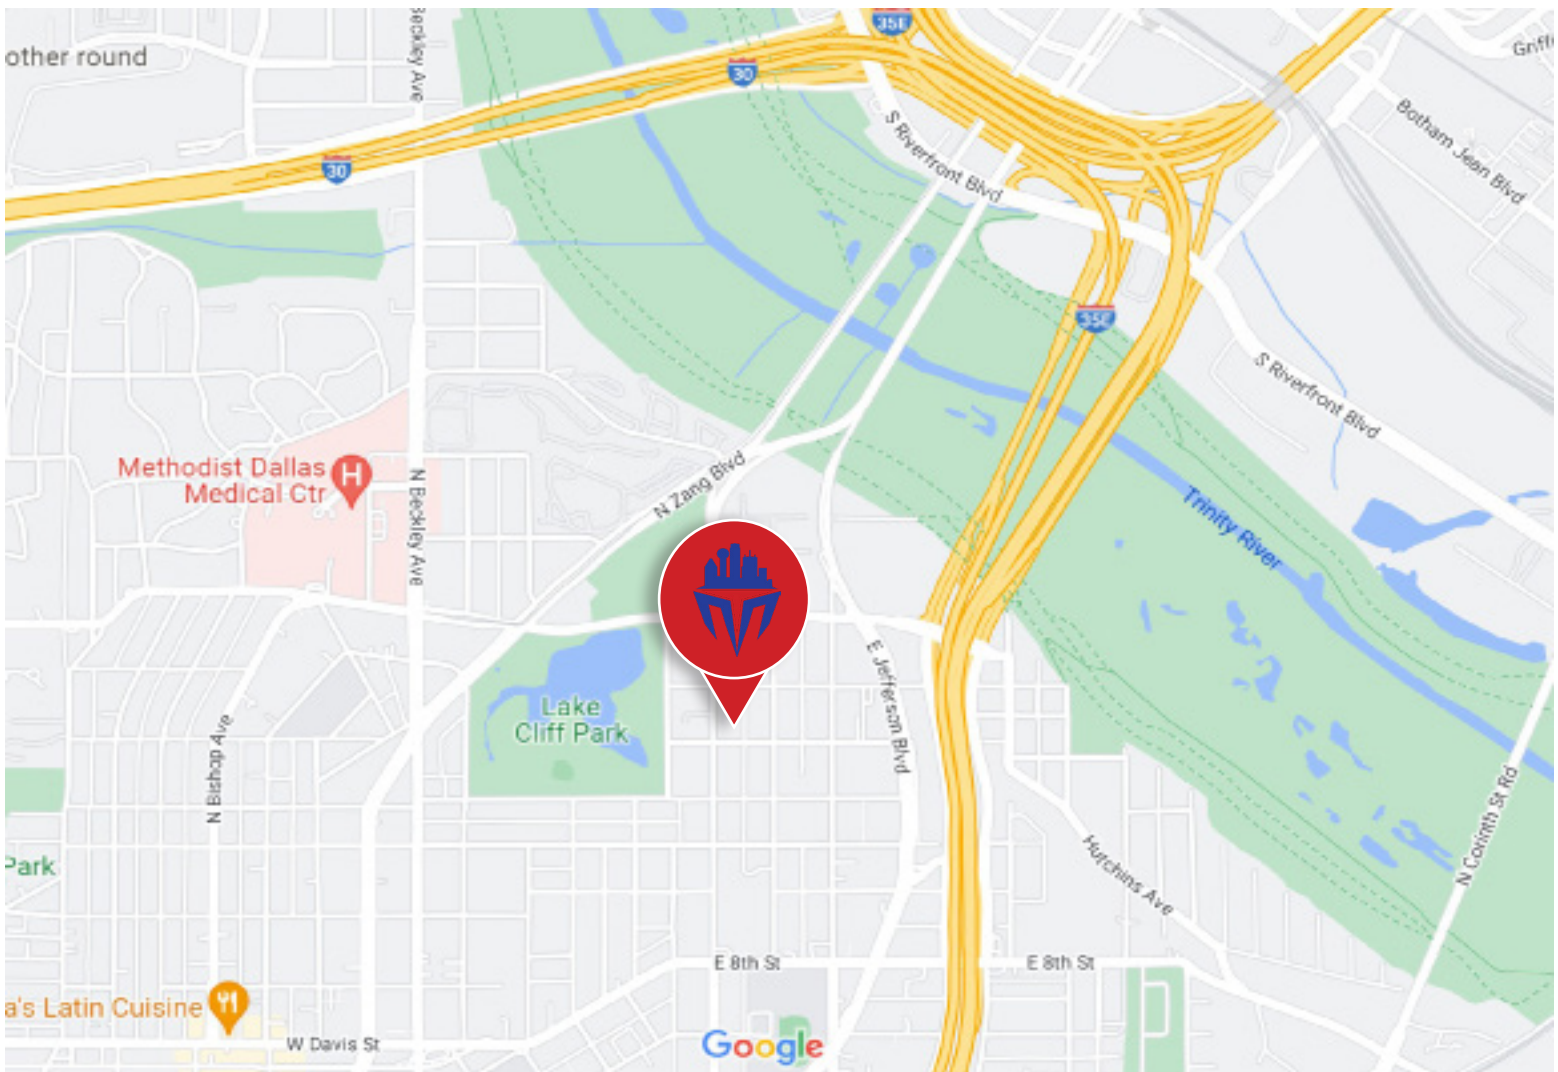 35E
Beckley Ave
other round
Griffi
30
30
Botham Jean Blvd
S Riverfront Blvd
35E
S Riverfront Blvd
Methodist Dallas
Medical Ctr
H
N Zang Blvd
N Beckley Ave
Trinity River
E Jefferson Blvd
Lake
Cliff Park
N Bishop Ave
N Corinth St Rd
Park
Hutchins Ave
E 8th St
E 8th St
a's Latin Cuisine
W Davis St
Google